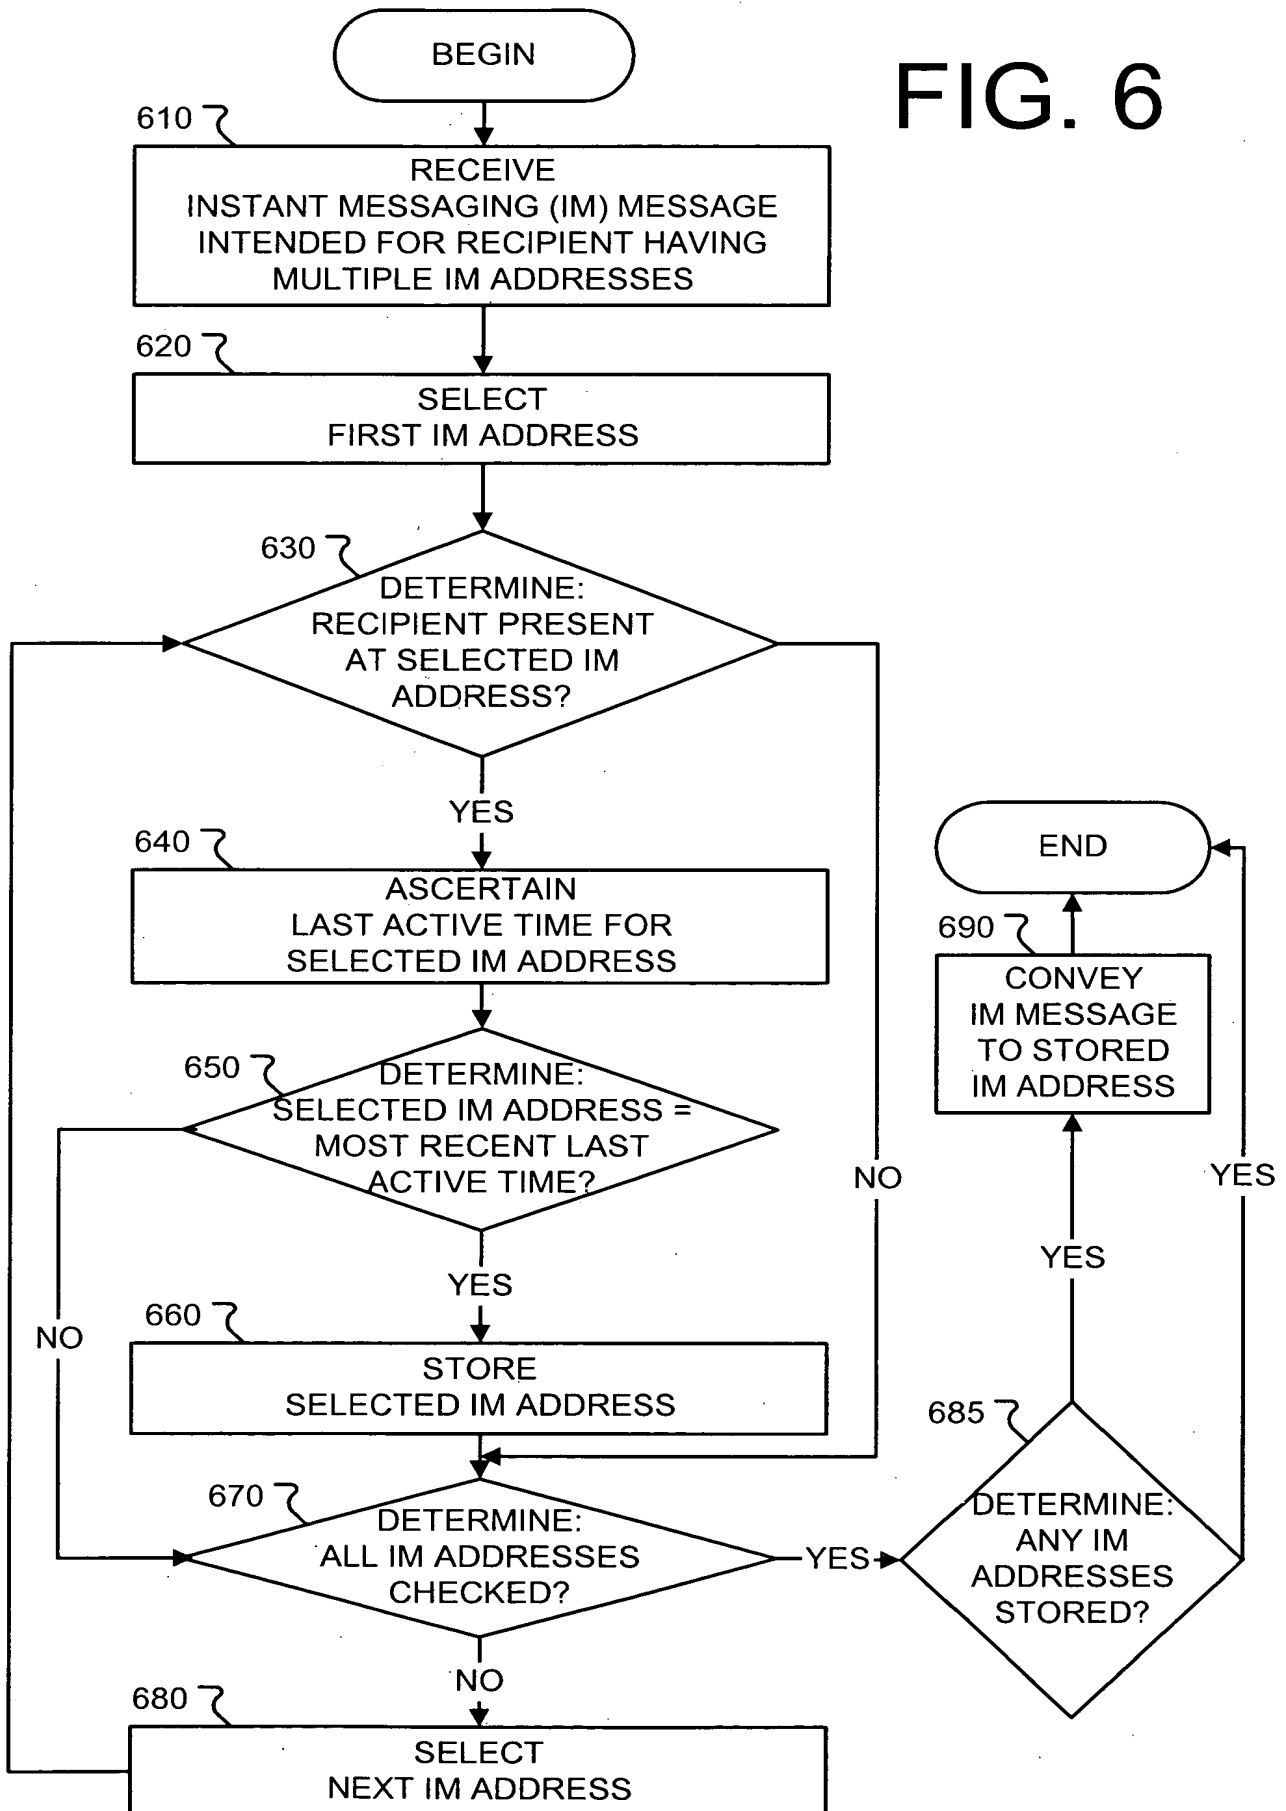 BEGIN
FIG. 6
610
RECEIVE
INSTANT MESSAGING (IM) MESSAGE
INTENDED FOR RECIPIENT HAVING
MULTIPLE IM ADDRESSES
620
SELECT
FIRST IM ADDRESS
630
DETERMINE:
RECIPIENT PRESENT
AT SELECTED IM
ADDRESS?
YES
640
ASCERTAIN
LAST ACTIVE TIME FOR
SELECTED IM ADDRESS
650
DETERMINE:
SELECTED IM ADDRESS =
MOST RECENT LAST
ACTIVE TIME?
NO
YES
NO
660
STORE
SELECTED IM ADDRESS
670
DETERMINE:
ALL IM ADDRESSES
CHECKED?
YES
NO
680
SELECT
NEXT IM ADDRESS
685
DETERMINE:
ANY IM
ADDRESSES
STORED?
YES
YES
690
CONVEY
IM MESSAGE
TO STORED
IM ADDRESS
END